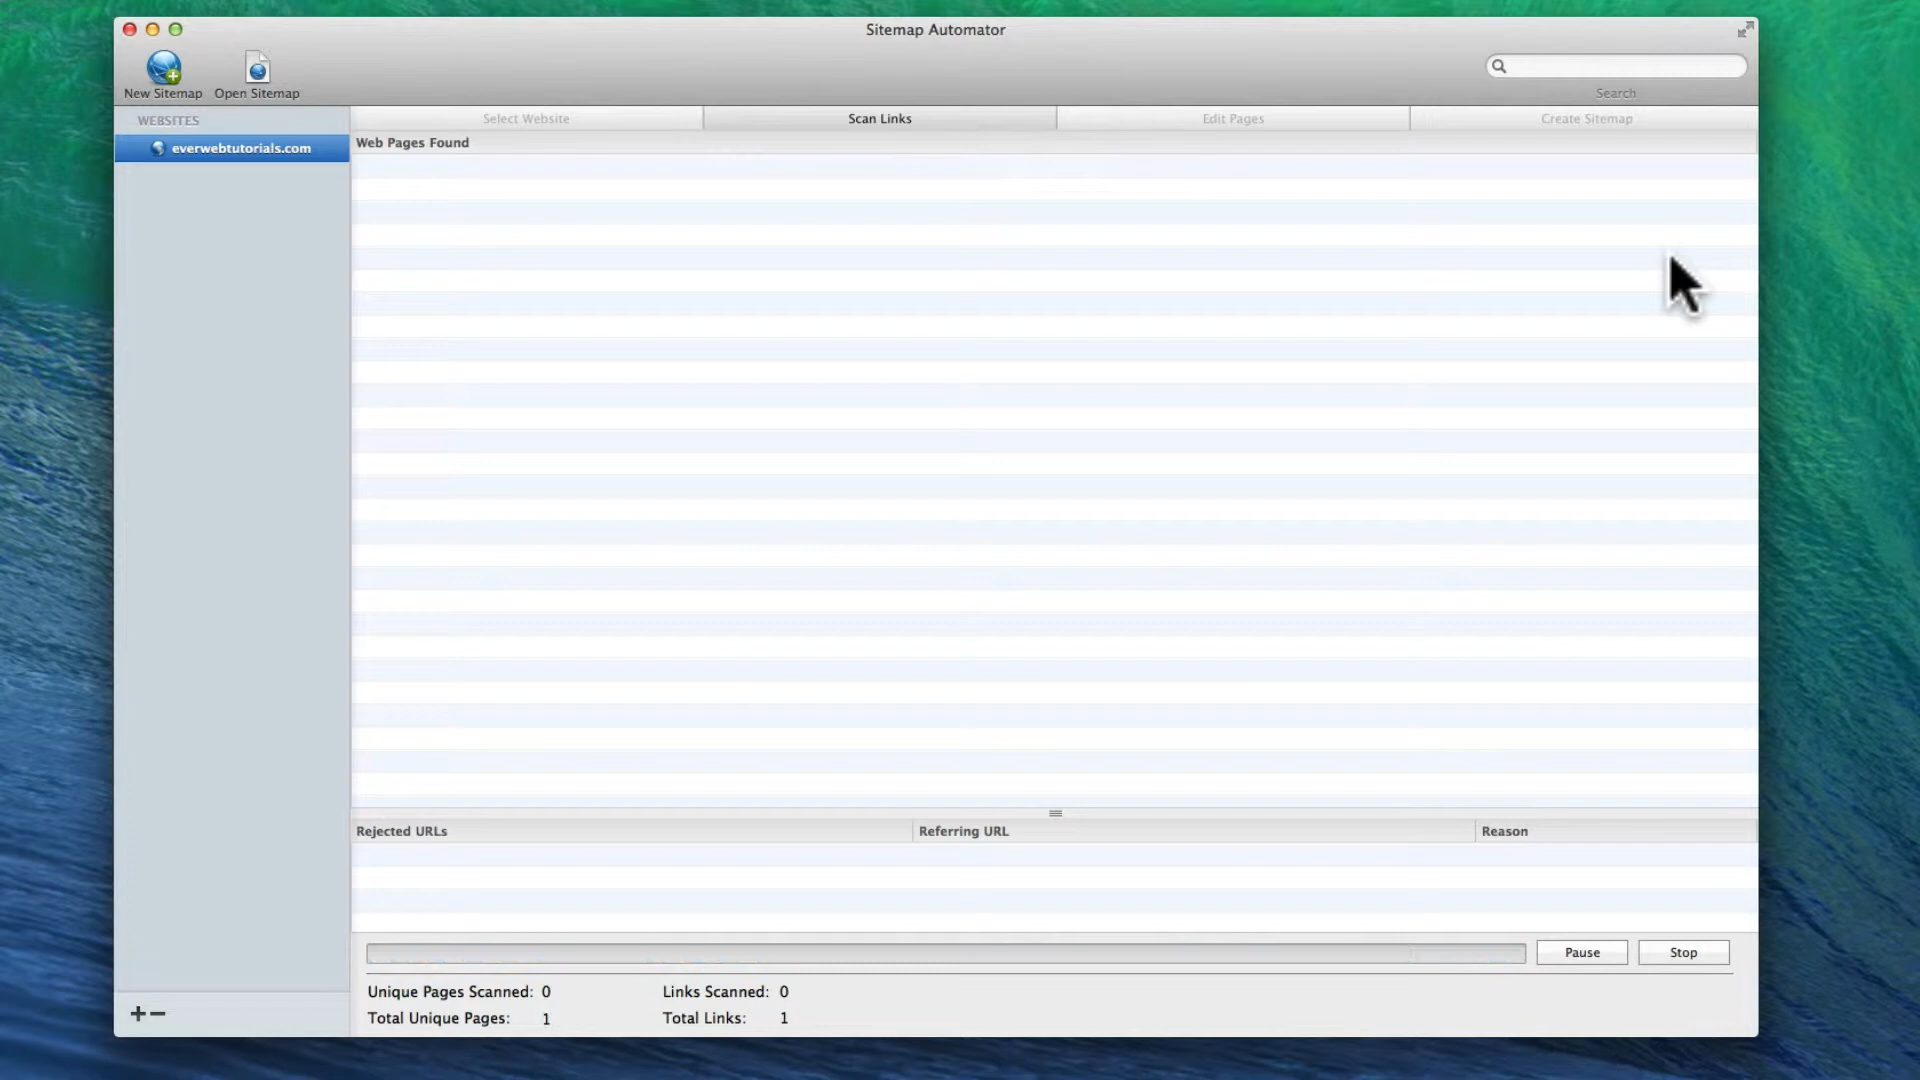 Sitemap Automator
New Sitemap Open Sitemap
Search
WEBSITES
everwebtutorials.com
Select Website Scan Links Edit Pages Create Sitemap
Web Pages Found
Rejected URLs Referring URL Reason
Pause Stop
Unique Pages Scanned: 0 Links Scanned: 0
Total Unique Pages: 1 Total Links: 1